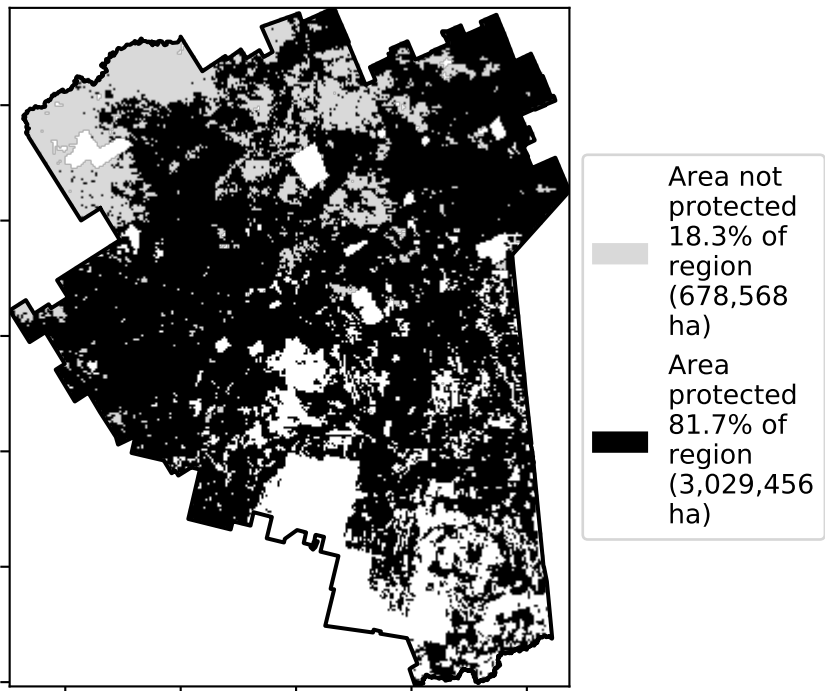 Area not
protected
18.3% of
region
(678,568
ha)
Area
protected
81.7% of
region
(3,029,456
ha)